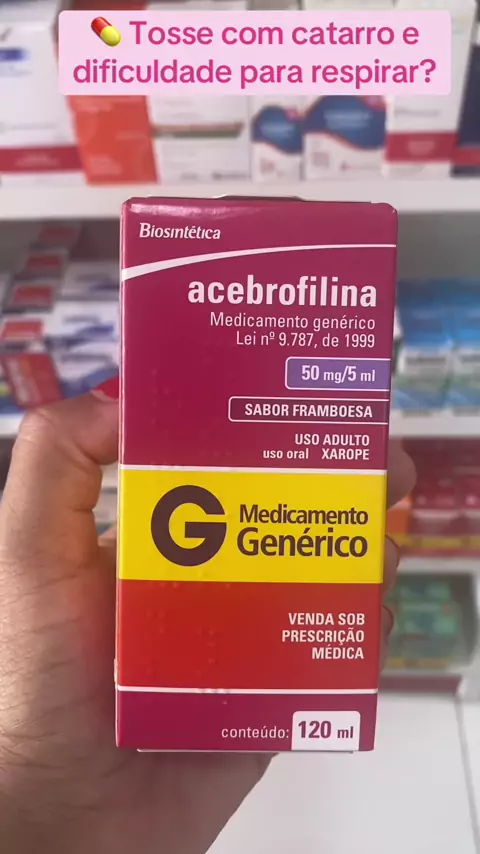 💊 Tosse com catarro e
dificuldade para respirar?
Biosintética
acebrofilina
Medicamento genérico
Lei nº 9.787, de 1999
50 mg/5 ml
SABOR FRAMBOESA
USO ADULTO
uso oral XAROPE
G Medicamento
Genérico
VENDA SOB
PRESCRIÇÃO
MÉDICA
conteúdo: 120 ml